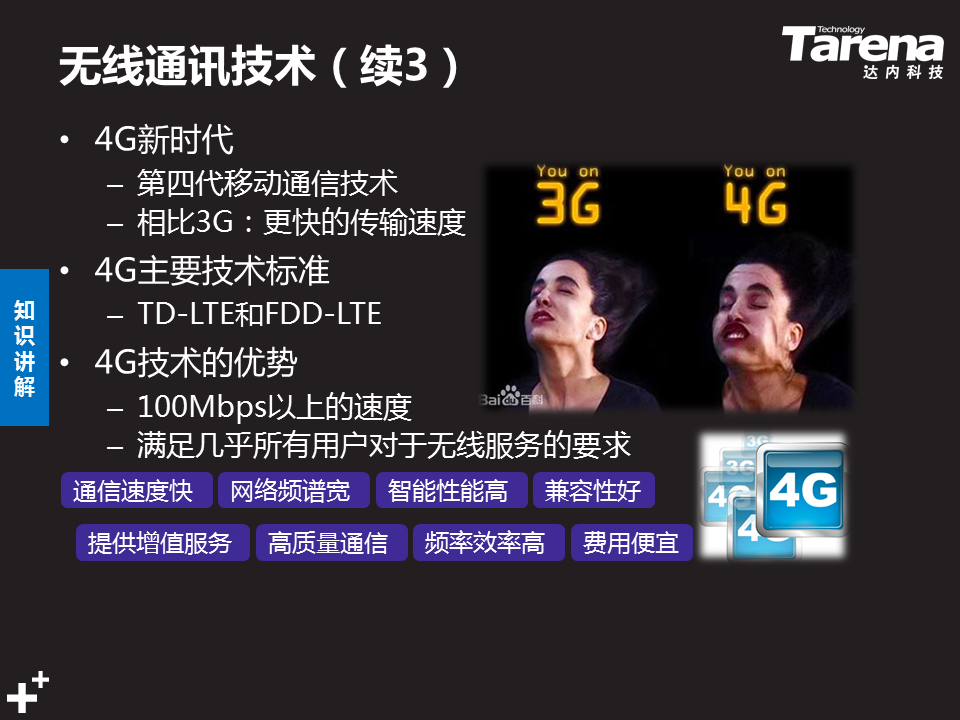 无线通讯技术（续3）
Technology
Tarena
达内科技
• 4G新时代
– 第四代移动通信技术
– 相比3G：更快的传输速度
• 4G主要技术标准
– TD-LTE和FDD-LTE
• 4G技术的优势
– 100Mbps以上的速度
– 满足几乎所有用户对于无线服务的要求
通信速度快 网络频谱宽 智能性能高 兼容性好
提供增值服务 高质量通信 频率效率高 费用便宜
知识讲解
You on
3G
You on
4G
Bai du 百科
3G
3G
4G
4G
4G